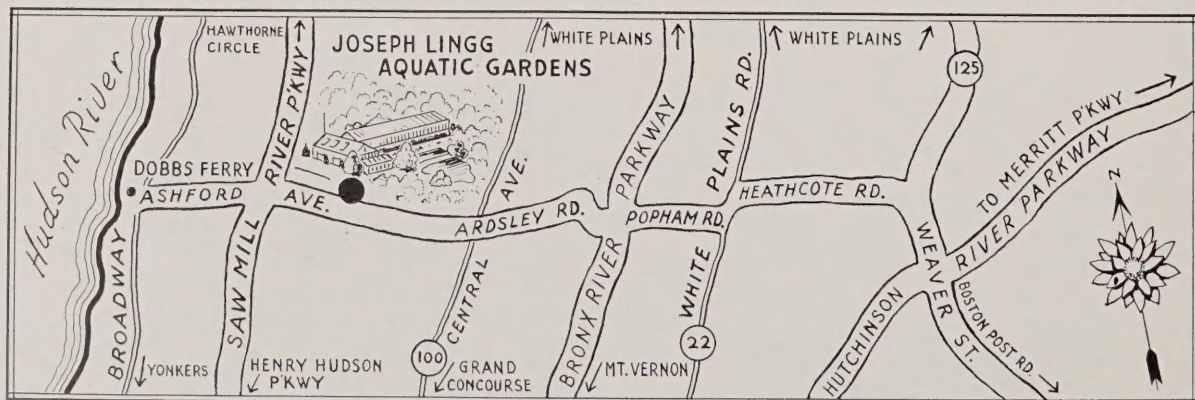 HAWTHORNE
CIRCLE
JOSEPH LINGG
AQUATIC GARDENS
WHITE PLAINS
WHITE PLAINS
125
Hudson River
DOBBS FERRY
ASHFORD AVE.
SAW MILL RIVER P'KWY
ARDSLEY RD.
CENTRAL AVE.
BRONX RIVER PARKWAY
POPHAM RD.
WHITE PLAINS RD.
HEATHCOTE RD.
WEAVER ST.
TO MERRITT P'KWY
HUTCHINSON RIVER PARKWAY
BOSTON POST RD.
N
BROADWAY
YONKERS
HENRY HUDSON
P'KWY
100
GRAND
CONCOURSE
MT. VERNON
22